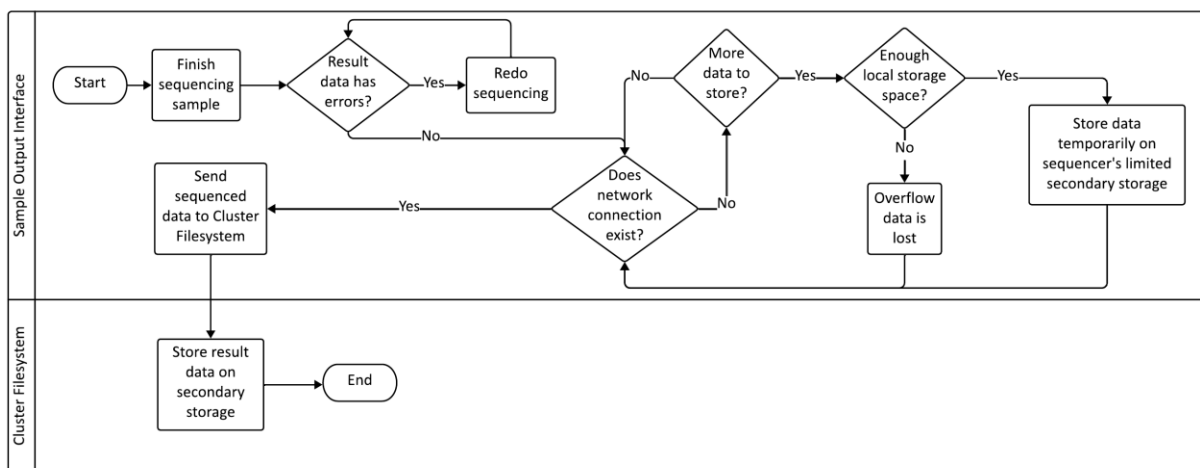 Sample Output Interface
Start
Finish
sequencing
sample
Result
data has
errors?
Yes
Redo
sequencing
No
Does
network
connection
exist?
Yes
Send
sequenced
data to Cluster
Filesystem
No
More
data to
store?
No
Yes
Enough
local storage
space?
Yes
Store data
temporarily on
sequencer's limited
secondary storage
No
Overflow
data is
lost
Cluster Filesystem
Store result
data on
secondary
storage
End